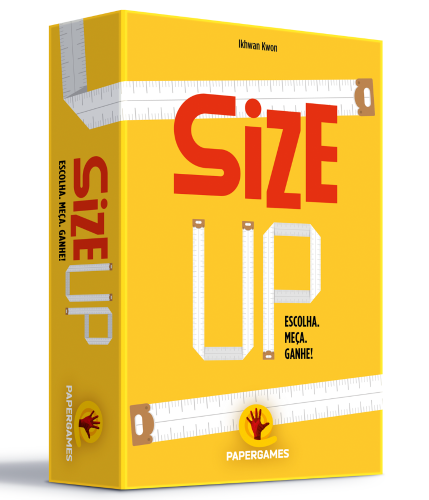 Ikhwan Kwon
SiZE
UP
ESCOLHA.
MEÇA.
GANHE!
PAPERGAMES
SiZE UP
ESCOLHA. MEÇA. GANHE!
PAPERGAMES